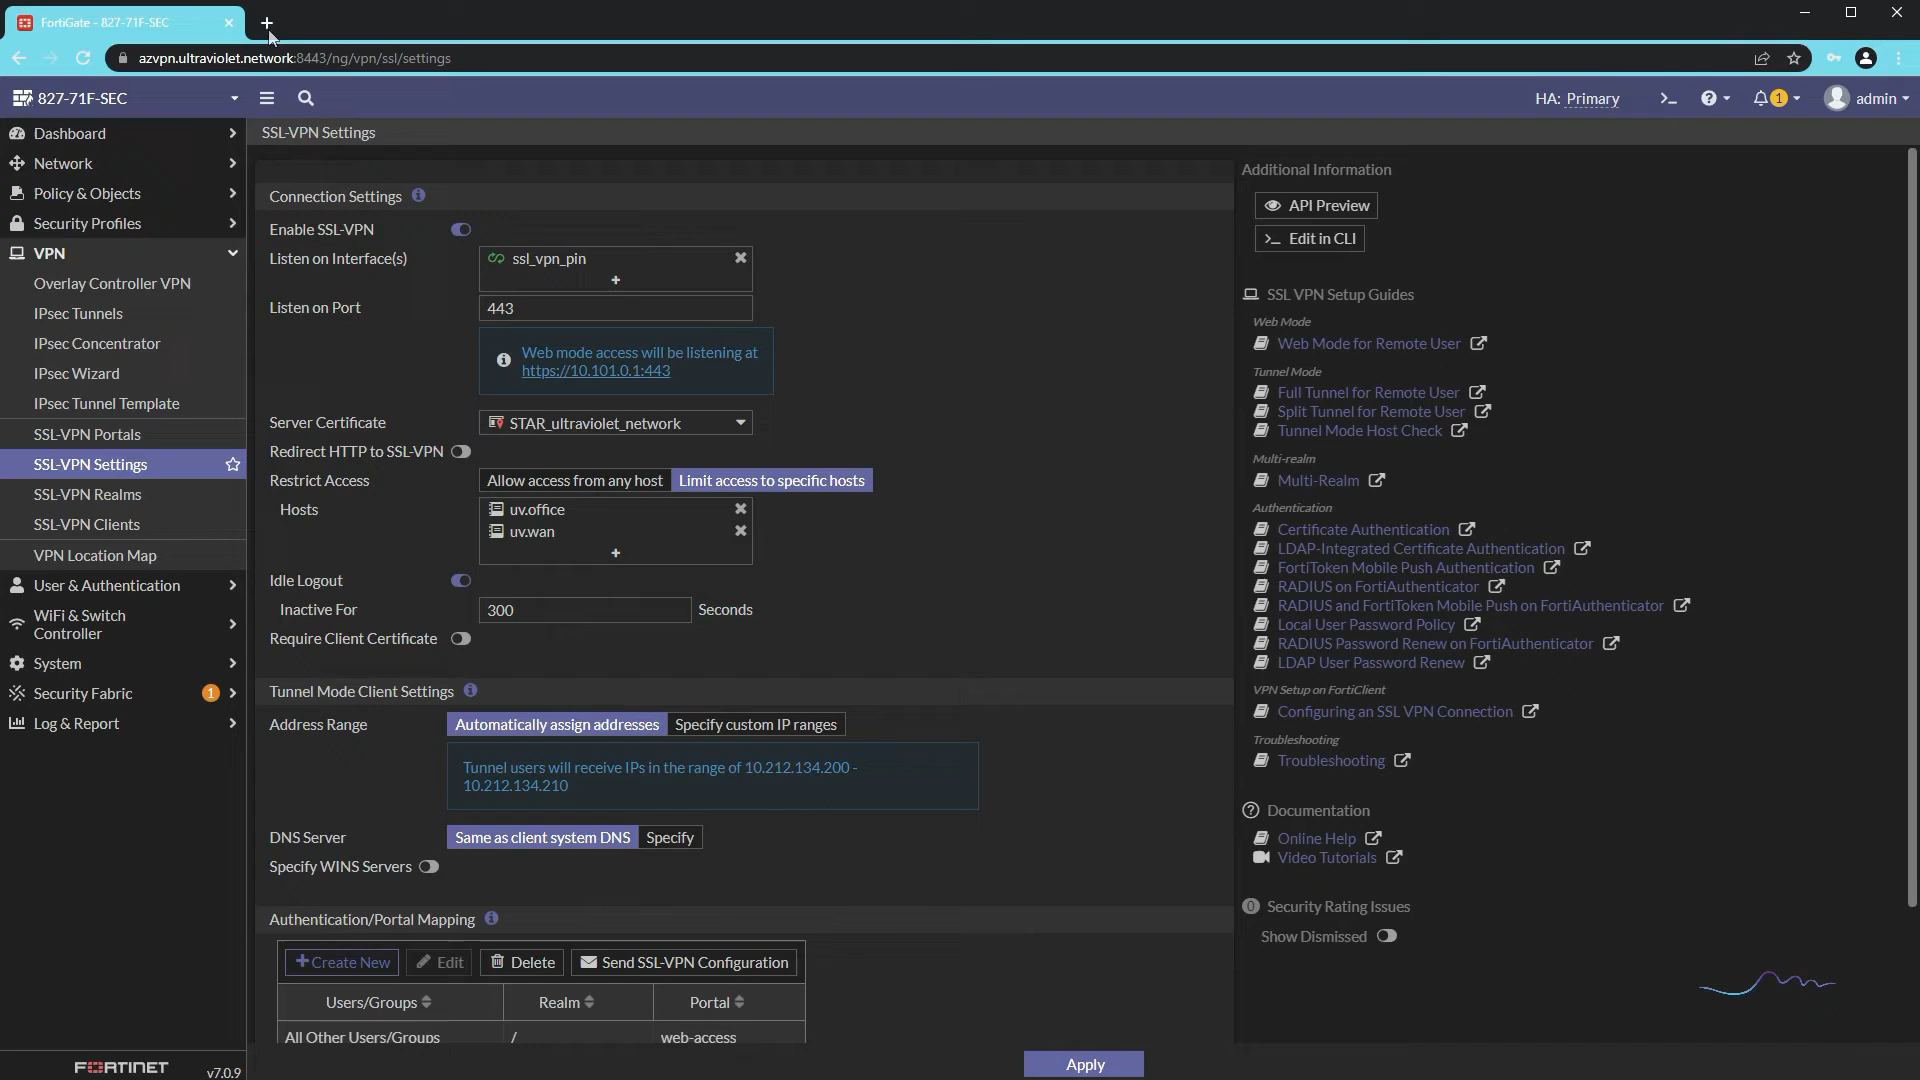 FortiGate - 827-71F-SEC
azvpn.ultraviolet.network:8443/ng/vpn/ssl/settings
827-71F-SEC
HA: Primary
1
admin
Dashboard
Network
Policy & Objects
Security Profiles
VPN
Overlay Controller VPN
IPsec Tunnels
IPsec Concentrator
IPsec Wizard
IPsec Tunnel Template
SSL-VPN Portals
SSL-VPN Settings
SSL-VPN Realms
SSL-VPN Clients
VPN Location Map
User & Authentication
WiFi & Switch
Controller
System
Security Fabric
1
Log & Report
FORTINET
v7.0.9
SSL-VPN Settings
Connection Settings
Enable SSL-VPN
Listen on Interface(s)
ssl_vpn_pin
Listen on Port
443
Web mode access will be listening at
https://10.101.0.1:443
Server Certificate
STAR_ultraviolet_network
Redirect HTTP to SSL-VPN
Restrict Access
Allow access from any host
Limit access to specific hosts
Hosts
uv.office
uv.wan
Idle Logout
Inactive For
300
Seconds
Require Client Certificate
Tunnel Mode Client Settings
Address Range
Automatically assign addresses
Specify custom IP ranges
Tunnel users will receive IPs in the range of 10.212.134.200 -
10.212.134.210
DNS Server
Same as client system DNS
Specify
Specify WINS Servers
Authentication/Portal Mapping
Create New
Edit
Delete
Send SSL-VPN Configuration
Users/Groups
Realm
Portal
All Other Users/Groups
/
web-access
Apply
Additional Information
API Preview
Edit in CLI
SSL VPN Setup Guides
Web Mode
Web Mode for Remote User
Tunnel Mode
Full Tunnel for Remote User
Split Tunnel for Remote User
Tunnel Mode Host Check
Multi-realm
Multi-Realm
Authentication
Certificate Authentication
LDAP-Integrated Certificate Authentication
FortiToken Mobile Push Authentication
RADIUS on FortiAuthenticator
RADIUS and FortiToken Mobile Push on FortiAuthenticator
Local User Password Policy
RADIUS Password Renew on FortiAuthenticator
LDAP User Password Renew
VPN Setup on FortiClient
Configuring an SSL VPN Connection
Troubleshooting
Troubleshooting
Documentation
Online Help
Video Tutorials
0 Security Rating Issues
Show Dismissed